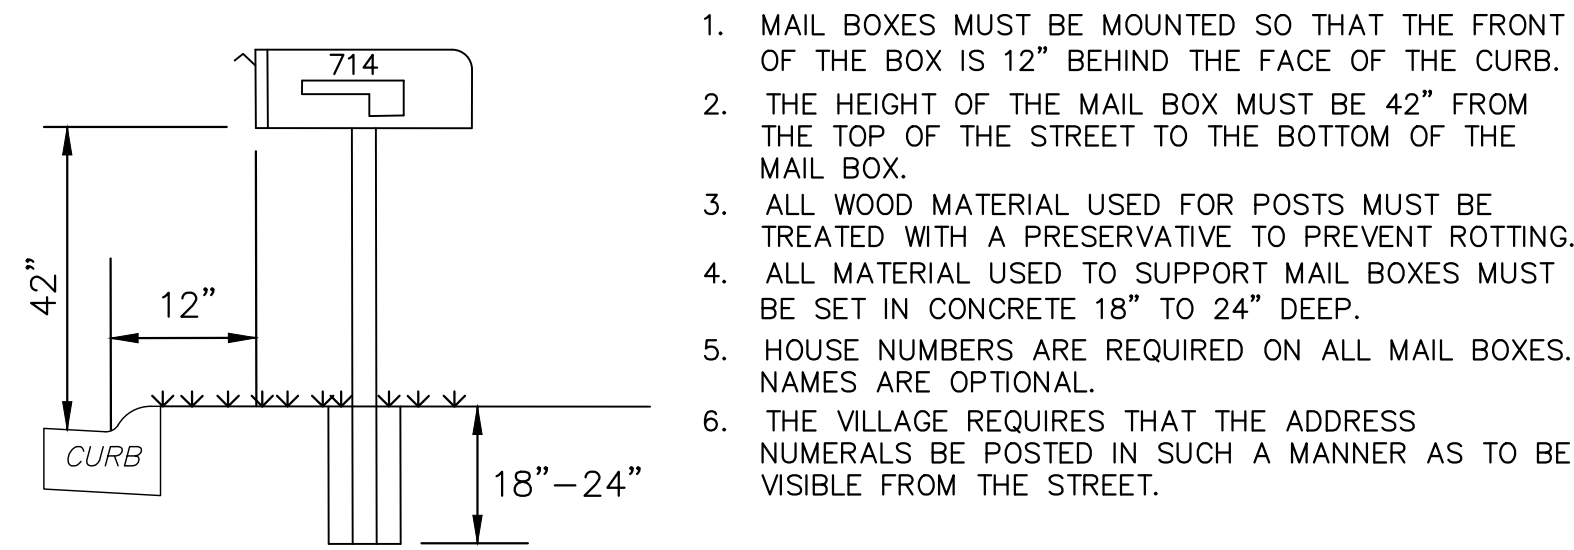 714
42”
12”
CURB
18”–24”
1. MAIL BOXES MUST BE MOUNTED SO THAT THE FRONT
OF THE BOX IS 12” BEHIND THE FACE OF THE CURB.
2. THE HEIGHT OF THE MAIL BOX MUST BE 42” FROM
THE TOP OF THE STREET TO THE BOTTOM OF THE
MAIL BOX.
3. ALL WOOD MATERIAL USED FOR POSTS MUST BE
TREATED WITH A PRESERVATIVE TO PREVENT ROTTING.
4. ALL MATERIAL USED TO SUPPORT MAIL BOXES MUST
BE SET IN CONCRETE 18” TO 24” DEEP.
5. HOUSE NUMBERS ARE REQUIRED ON ALL MAIL BOXES.
NAMES ARE OPTIONAL.
6. THE VILLAGE REQUIRES THAT THE ADDRESS
NUMERALS BE POSTED IN SUCH A MANNER AS TO BE
VISIBLE FROM THE STREET.